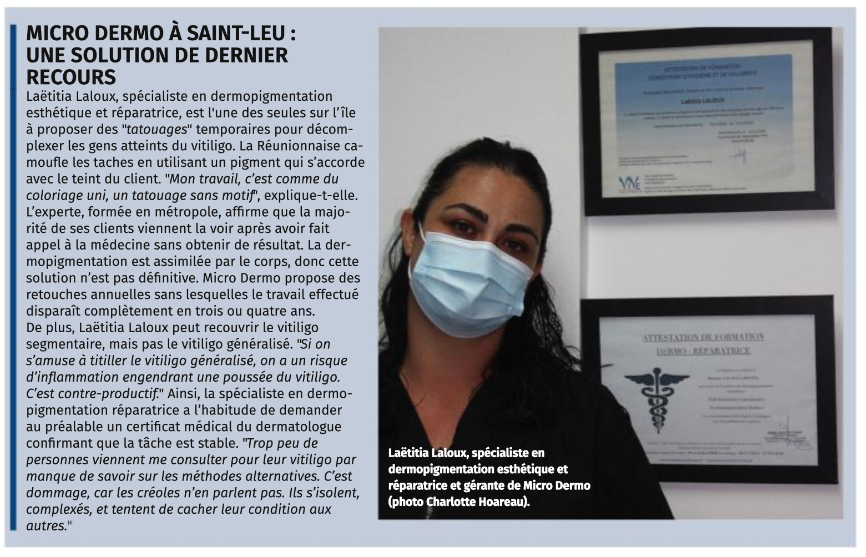 MICRO DERMO À SAINT-LEU :
UNE SOLUTION DE DERNIER
RECOURS
Laëtitia Laloux, spécialiste en dermopigmentation
esthétique et réparatrice, est l'une des seules sur l'île
à proposer des "tatouages" temporaires pour décom-
plexer les gens atteints du vitiligo. La Réunionnaise ca-
moufle les taches en utilisant un pigment qui s'accorde
avec le teint du client. "Mon travail, c'est comme du
coloriage uni, un tatouage sans motif", explique-t-elle.
L'experte, formée en métropole, affirme que la majo-
rité de ses clients viennent la voir après avoir fait
appel à la médecine sans obtenir de résultat. La der-
mopigmentation est assimilée par le corps, donc cette
solution n'est pas définitive. Micro Dermo propose des
retouches annuelles sans lesquelles le travail effectué
disparaît complètement en trois ou quatre ans.
De plus, Laëtitia Laloux peut recouvrir le vitiligo
segmentaire, mais pas le vitiligo généralisé. "Si on
s'amuse à titiller le vitiligo généralisé, on a un risque
d'inflammation engendrant une poussée du vitiligo.
C'est contre-productif." Ainsi, la spécialiste en dermo-
pigmentation réparatrice a l'habitude de demander
au préalable un certificat médical du dermatologue
confirmant que la tâche est stable. "Trop peu de
personnes viennent me consulter pour leur vitiligo par
manque de savoir sur les méthodes alternatives. C'est
dommage, car les créoles n'en parlent pas. Ils s'isolent,
complexés, et tentent de cacher leur condition aux
autres."
ATTESTATION DE FORMATION
CONDITIONS D'HYGIENE ET DE SALUBRITE
Laëtitia LALOUX
ATTESTATION DE FORMATION
DERMO - RÉPARATRICE
Laëtitia Laloux, spécialiste en
dermopigmentation esthétique et
réparatrice et gérante de Micro Dermo
(photo Charlotte Hoareau).